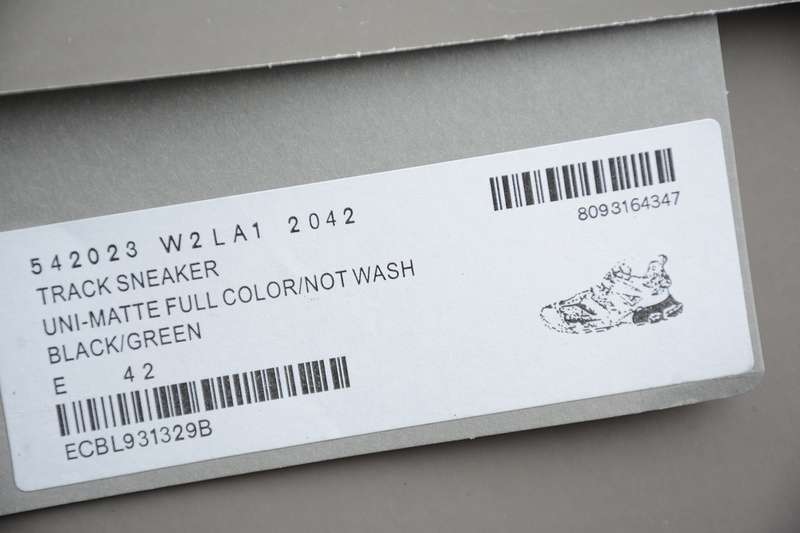 542023 W2LA1 2042
TRACK SNEAKER
UNI-MATTE FULL COLOR/NOT WASH
BLACK/GREEN
E 42
ECBL931329B
8093164347